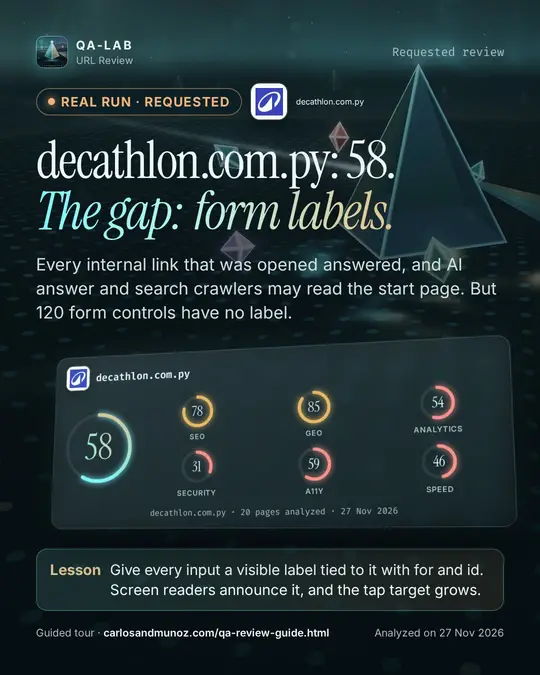 QA-LAB
URL Review
Requested review
REAL RUN · REQUESTED
decathlon.com.py
decathlon.com.py: 58.
The gap: form labels.
Every internal link that was opened answered, and AI
answer and search crawlers may read the start page. But
120 form controls have no label.
decathlon.com.py
58
78
SEO
85
GEO
54
ANALYTICS
31
SECURITY
59
A11Y
46
SPEED
decathlon.com.py · 20 pages analyzed · 27 Nov 2026
Lesson Give every input a visible label tied to it with for and id.
Screen readers announce it, and the tap target grows.
Guided tour · carlosandmunoz.com/qa-review-guide.html
Analyzed on 27 Nov 2026